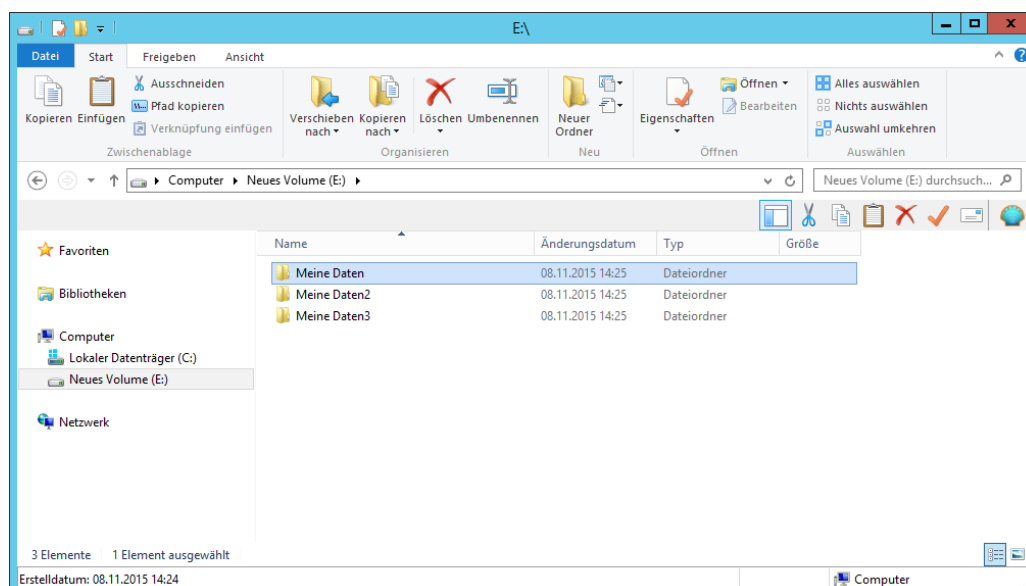 E:\
Datei Start Freigeben Ansicht
Kopieren Einfügen Ausschneiden
Pfad kopieren
Verknüpfung einfügen
Verschieben nach Kopieren nach Löschen Umbenennen
Neuer Ordner
Eigenschaften Öffnen
Bearbeiten
Alles auswählen
Nichts auswählen
Auswahl umkehren
Zwischenablage Organisieren Neu Öffnen Auswählen
Computer Neues Volume (E:) Neues Volume (E:) durchsuch...
Favoriten
Bibliotheken
Computer
Lokaler Datenträger (C:)
Neues Volume (E:)
Netzwerk
Name Änderungsdatum Typ Größe
Meine Daten 08.11.2015 14:25 Dateiordner
Meine Daten2 08.11.2015 14:25 Dateiordner
Meine Daten3 08.11.2015 14:25 Dateiordner
3 Elemente 1 Element ausgewählt
Erstelldatum: 08.11.2015 14:24 Computer